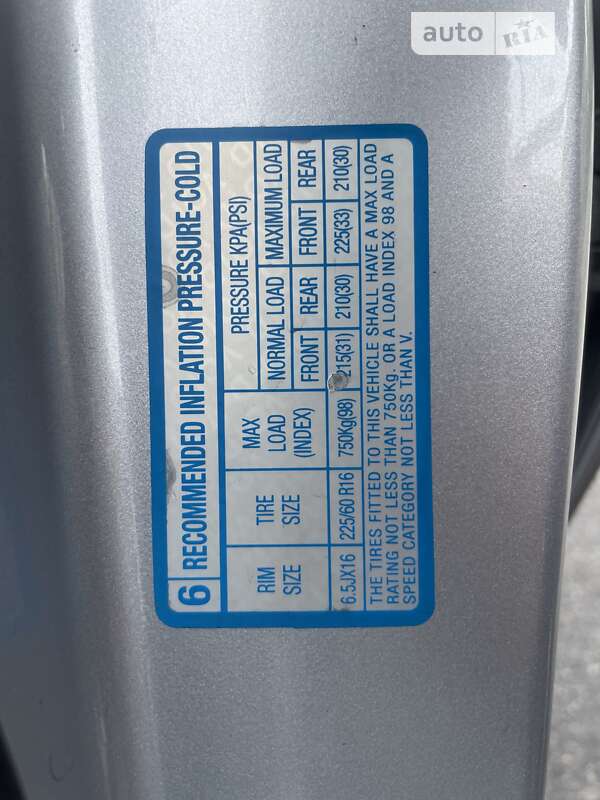 auto RIA
6 RECOMMENDED INFLATION PRESSURE-COLD
RIM SIZE TIRE SIZE MAX LOAD (INDEX) PRESSURE KPA(PSI)
NORMAL LOAD MAXIMUM LOAD
FRONT REAR FRONT REAR
6.5JX16 225/60 R16 750Kg(98) 215(31) 210(30) 225(33) 210(30)
THE TIRES FITTED TO THIS VEHICLE SHALL HAVE A MAX LOAD
RATING NOT LESS THAN 750Kg, OR A LOAD INDEX 98 AND A
SPEED CATEGORY NOT LESS THAN V.